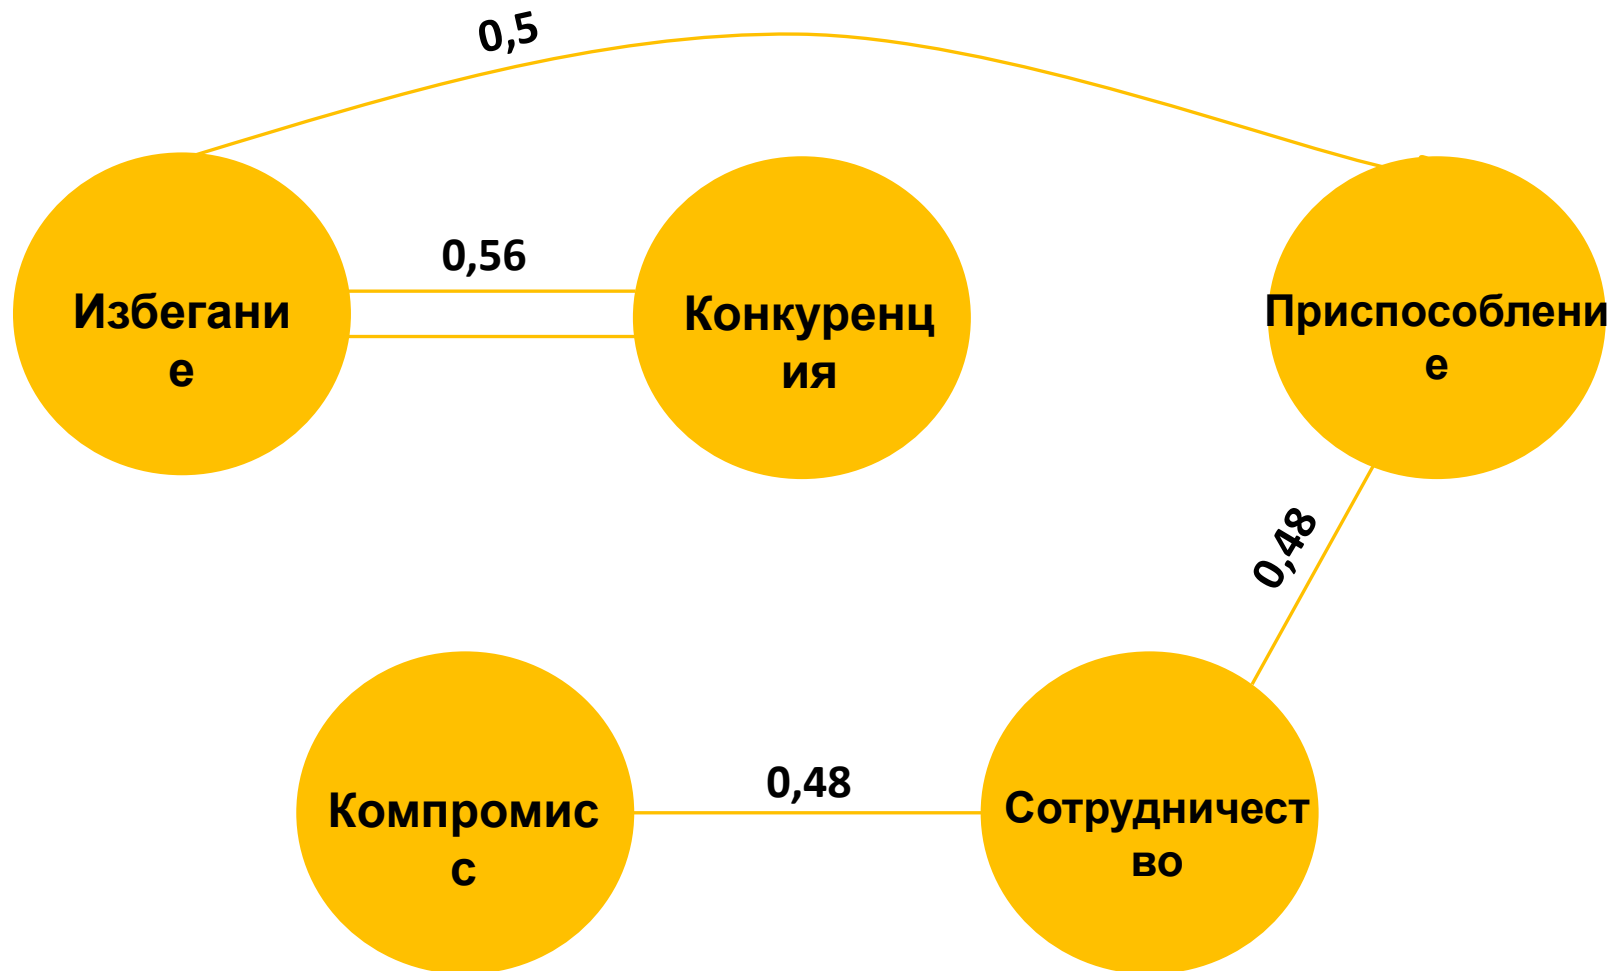 0,5
0,56
Избегани
е
Конкуренц
ия
Приспособлени
е
0,48
0,48
Компромис
с
Сотрудничест
во